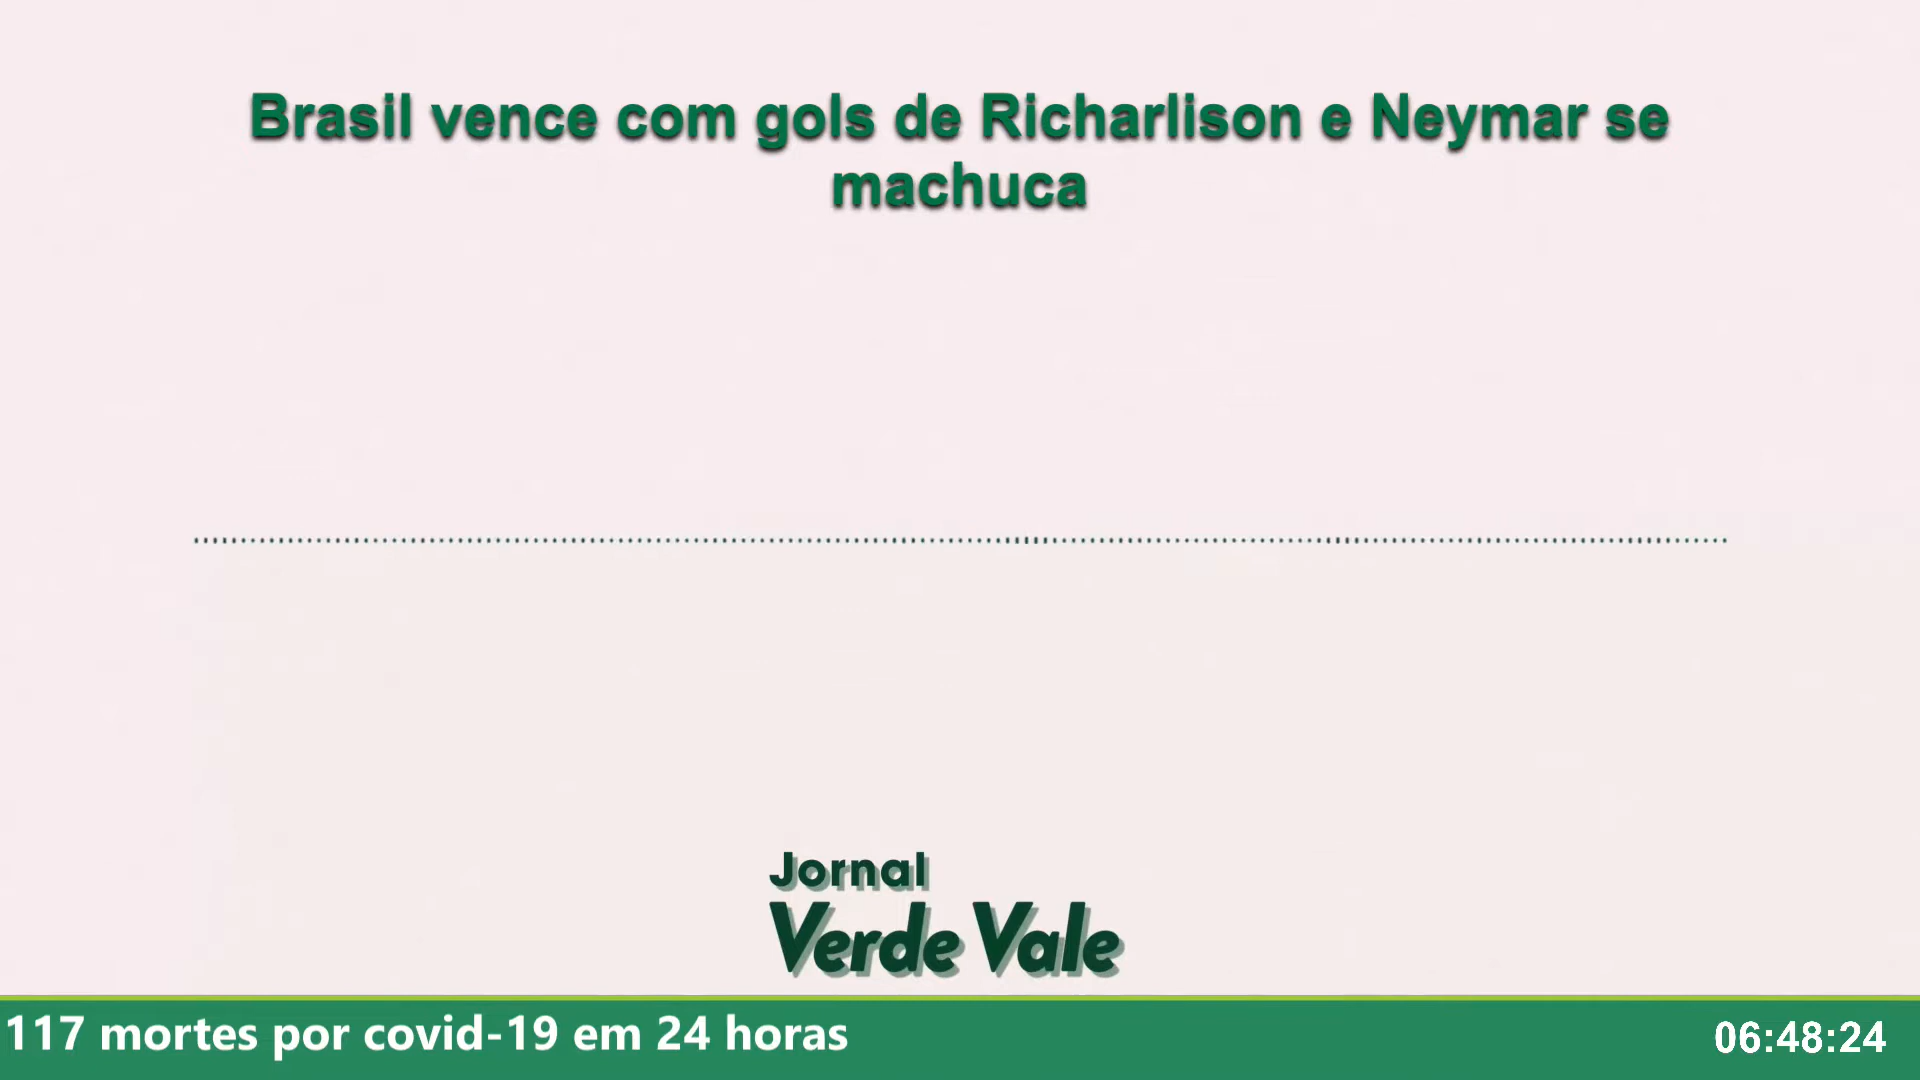 Brasil vence com gols de Richarlison e Neymar se
machuca
Jornal
Verde Vale
117 mortes por covid-19 em 24 horas
06:48:24